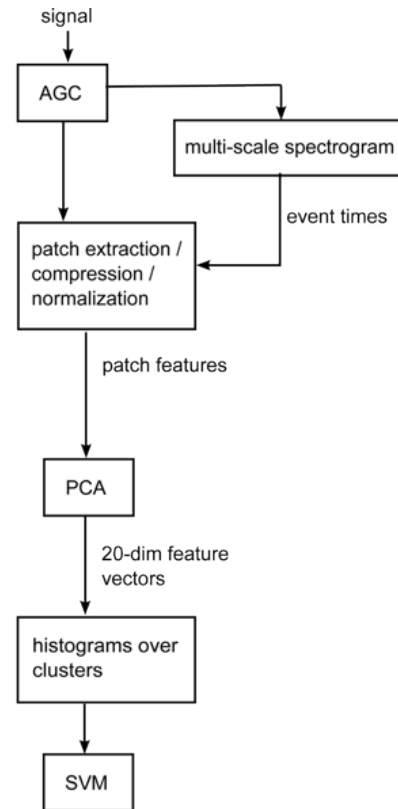 signal
AGC
multi-scale spectrogram
event times
patch extraction /
compression /
normalization
patch features
PCA
20-dim feature
vectors
histograms over
clusters
SVM